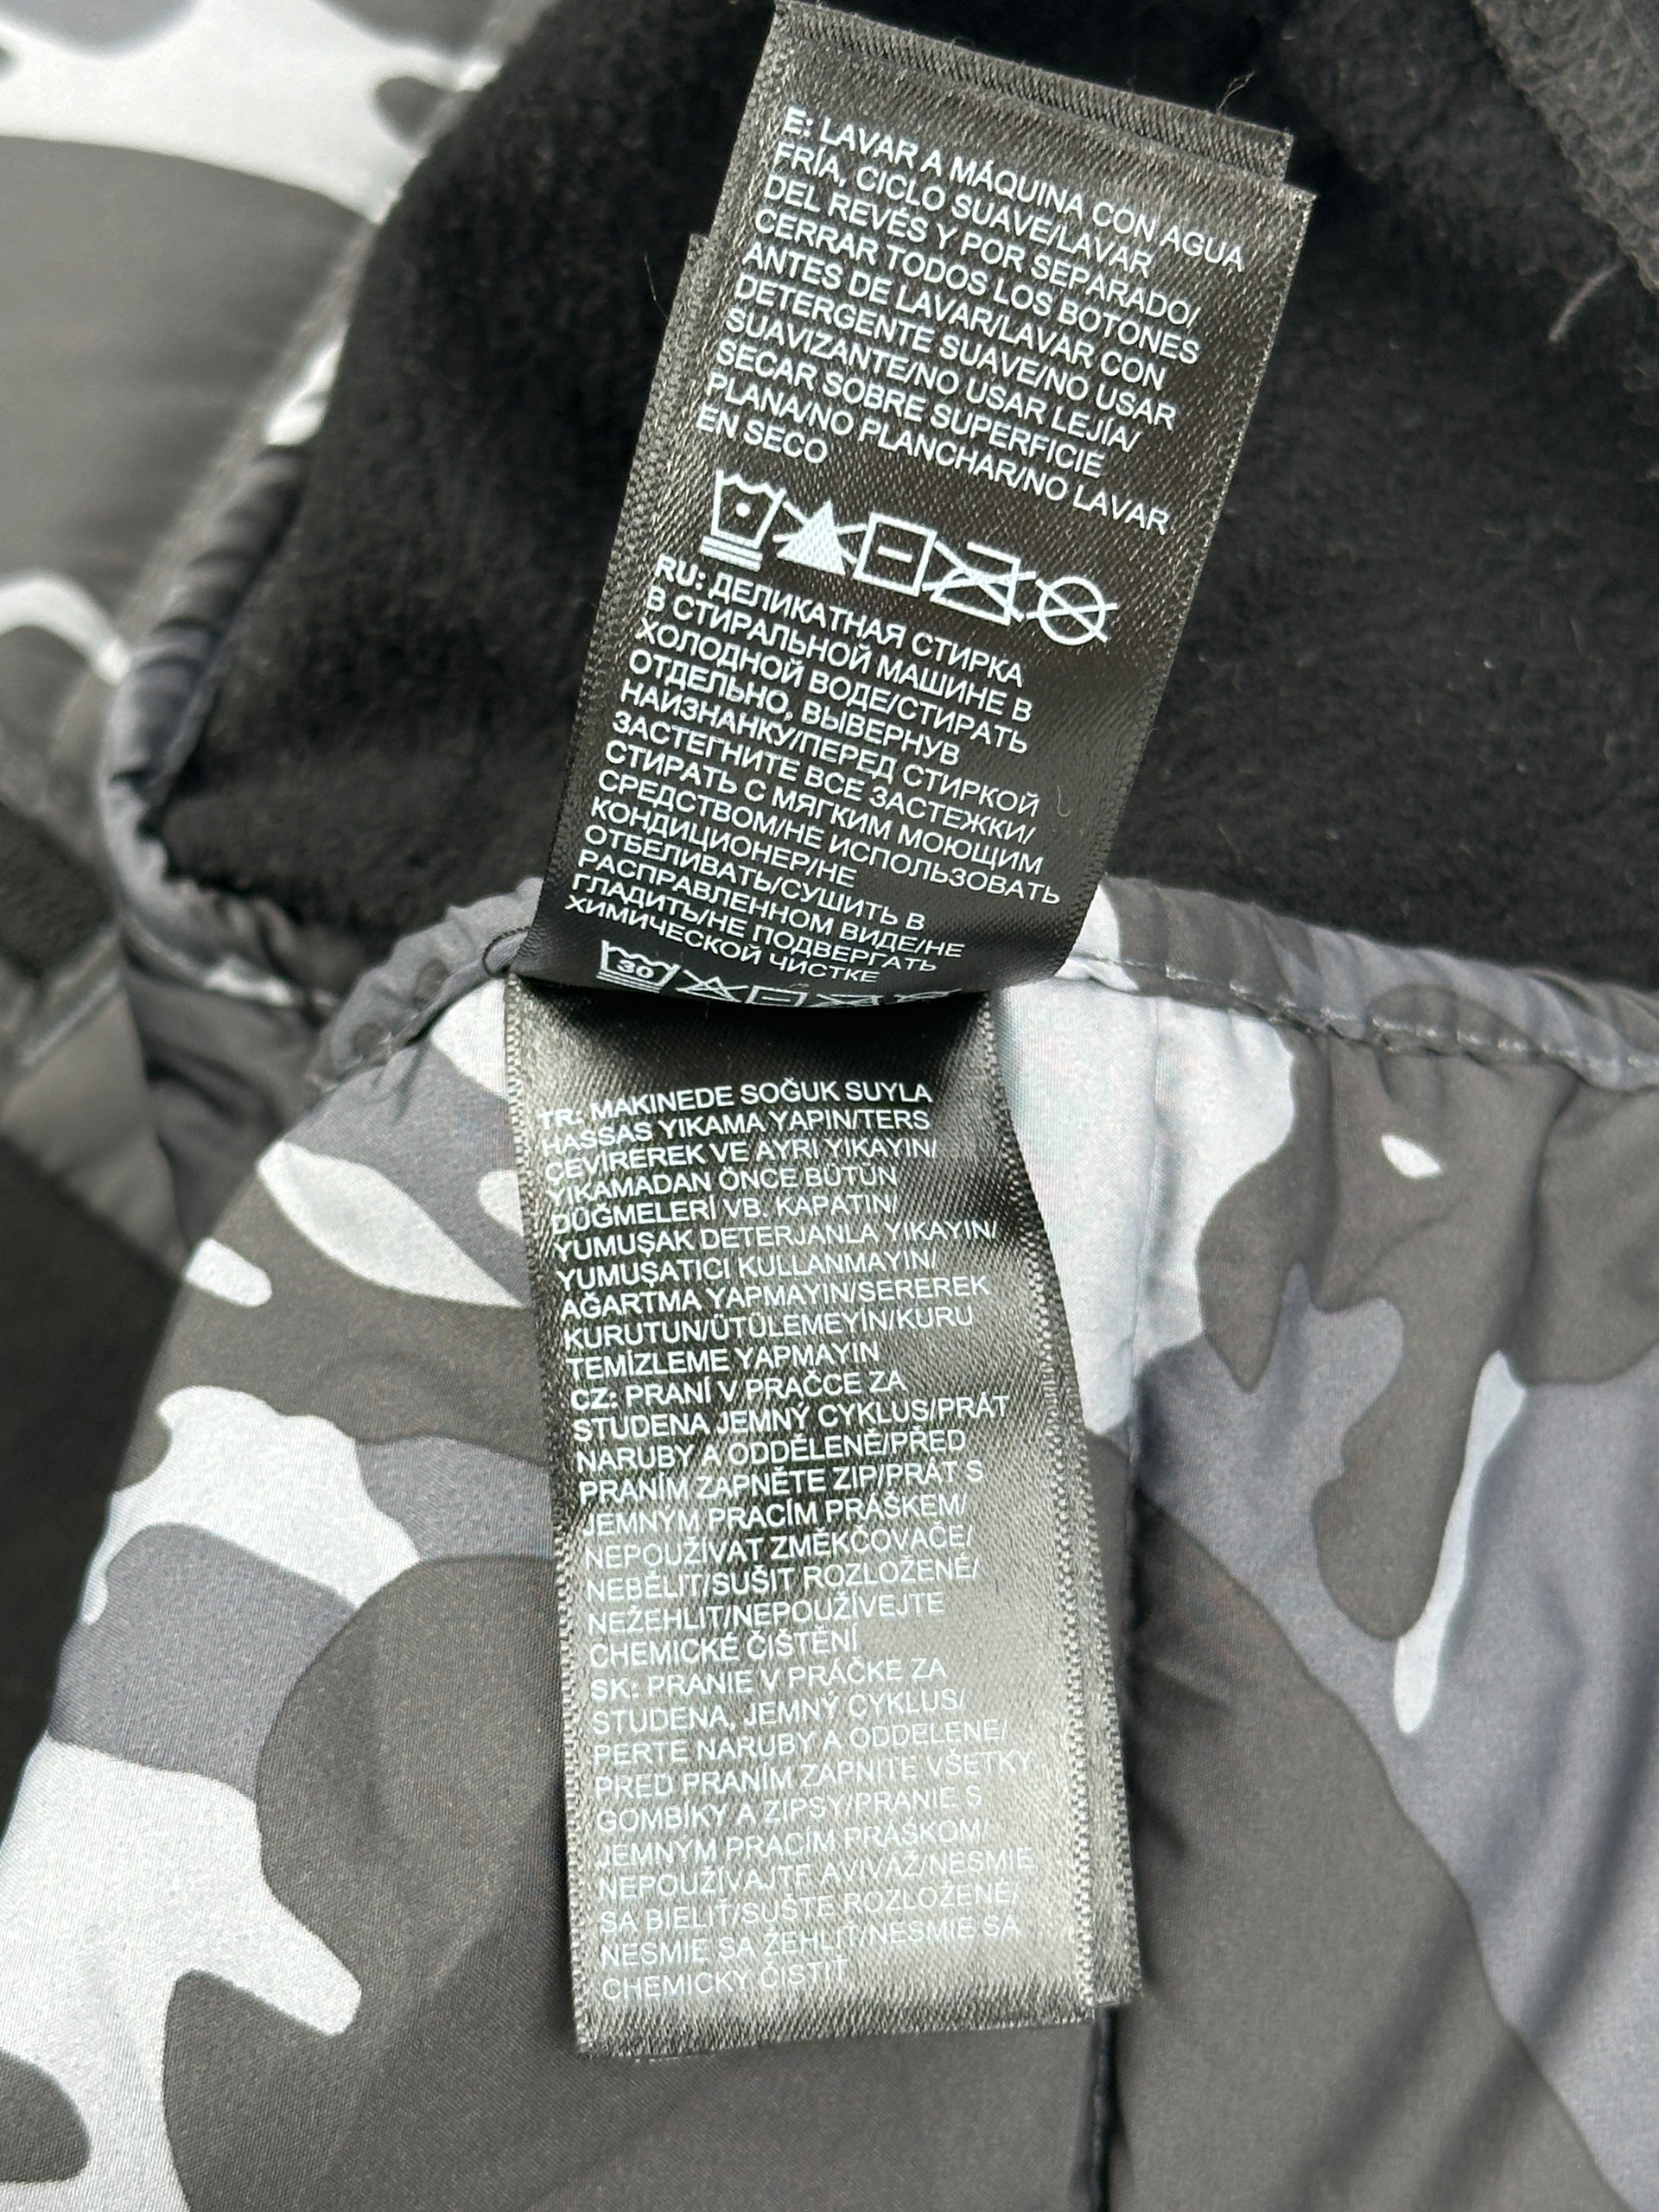 E: LAVAR A MÁQUINA CON AGUA
FRÍA, CICLO SUAVE/LAVAR
DEL REVÉS Y POR SEPARADO/
CERRAR TODOS LOS BOTONES
ANTES DE LAVAR/LAVAR CON
DETERGENTE SUAVE/NO USAR
SUAVIZANTE/NO USAR LEJÍA/
SECAR SOBRE SUPERFICIE
PLANA/NO PLANCHAR/NO LAVAR
EN SECO
RU: ДЕЛИКАТНАЯ СТИРКА
В СТИРАЛЬНОЙ МАШИНЕ В
ХОЛОДНОЙ ВОДЕ/СТИРАТЬ
ОТДЕЛЬНО, ВЫВЕРНУВ
НАИЗНАНКУ/ПЕРЕД СТИРКОЙ
ЗАСТЕГНИТЕ ВСЕ ЗАСТЕЖКИ/
СТИРАТЬ С МЯГКИМ МОЮЩИМ
СРЕДСТВОМ/НЕ ИСПОЛЬЗОВАТЬ
КОНДИЦИОНЕР/НЕ
ОТБЕЛИВАТЬ/СУШИТЬ В
РАСПРАВЛЕННОМ ВИДЕ/НЕ
ГЛАДИТЬ/НЕ ПОДВЕРГАТЬ
ХИМИЧЕСКОЙ ЧИСТКЕ
30
TR: MAKINEDE SOĞUK SUYLA
HASSAS YIKAMA YAPIN/TERS
ÇEVİREREK VE AYRI YIKAYIN/
YIKAMADAN ÖNCE BÜTÜN
DÜĞMELERİ VB. KAPATIN/
YUMUŞAK DETERJANLA YIKAYIN/
YUMUŞATICI KULLANMAYIN/
AĞARTMA YAPMAYIN/SEREREK
KURUTUN/ÜTÜLEMEYİN/KURU
TEMİZLEME YAPMAYIN
CZ: PRANÍ V PRAČCE ZA
STUDENA JEMNÝ CYKLUS/PRÁT
NARUBY A ODDĚLENĚ/PŘED
PRANÍM ZAPNĚTE ZIP/PRÁT S
JEMNÝM PRACÍM PRÁŠKEM/
NEPOUŽÍVAT ZMĚKČOVAČE/
NEBĚLIT/SUŠIT ROZLOŽENÉ/
NEŽEHLIT/NEPOUŽÍVEJTE
CHEMICKÉ ČIŠTĚNÍ
SK: PRANIE V PRÁČKE ZA
STUDENA, JEMNÝ CYKLUS/
PERTE NARUBY A ODDELENE/
PRED PRANÍM ZAPNITE VŠETKY
GOMBÍKY A ZIPSY/PRANIE S
JEMNÝM PRACÍM PRÁŠKOM/
NEPOUŽÍVAJTE AVIVÁŽ/NESMIE
SA BIELIŤ/SUŠTE ROZLOŽENÉ/
NESMIE SA ŽEHLIŤ/NESMIE SA
CHEMICKY ČISTIŤ